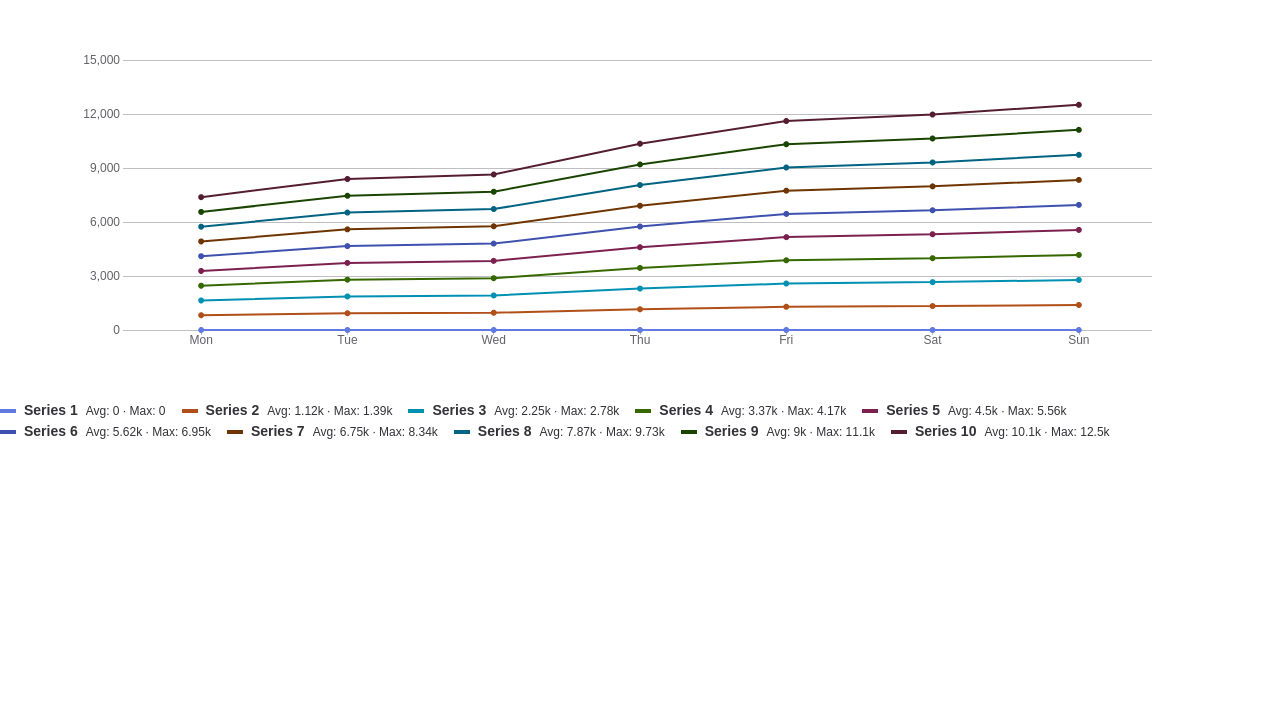 15,000
12,000
9,000
6,000
3,000
0
Mon Tue Wed Thu Fri Sat Sun
Series 1 Avg: 0 · Max: 0 Series 2 Avg: 1.12k · Max: 1.39k Series 3 Avg: 2.25k · Max: 2.78k Series 4 Avg: 3.37k · Max: 4.17k Series 5 Avg: 4.5k · Max: 5.56k
Series 6 Avg: 5.62k · Max: 6.95k Series 7 Avg: 6.75k · Max: 8.34k Series 8 Avg: 7.87k · Max: 9.73k Series 9 Avg: 9k · Max: 11.1k Series 10 Avg: 10.1k · Max: 12.5k